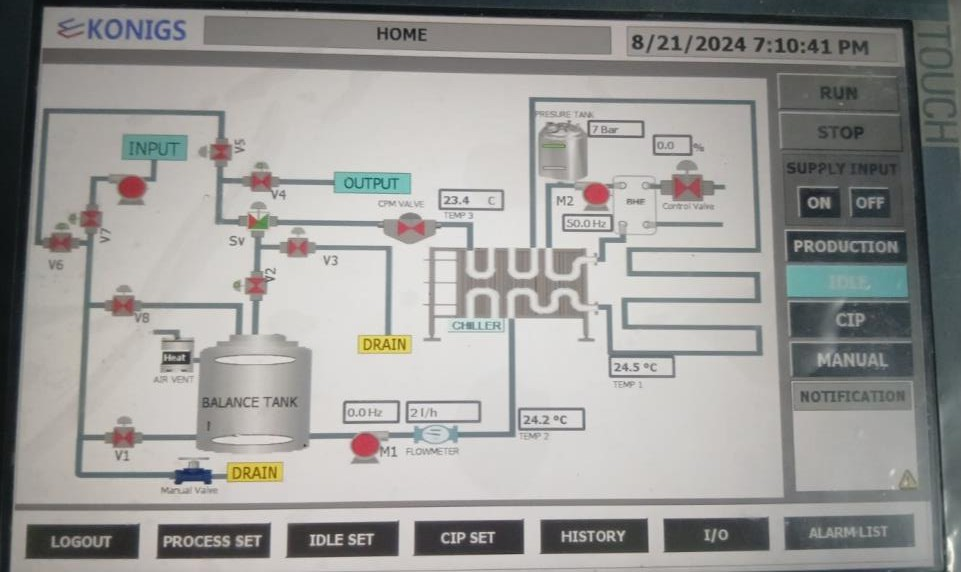 KONIGS
HOME
8/21/2024 7:10:41 PM
TOUCH
RUN
STOP
SUPPLY INPUT
ON OFF
PRODUCTION
IDLE
CIP
MANUAL
NOTIFICATION
PRESURE TANK
7 Bar
0.0 %
INPUT
V5
V4
OUTPUT
CPM VALVE
23.4 C
TEMP 3
M2
BHE
Control Valve
50.0 Hz
V7
V6
Sv
V3
V2
V8
CHILLER
DRAIN
Heat
AIR VENT
24.5 °C
TEMP 1
BALANCE TANK
0.0 Hz
2 l/h
24.2 °C
TEMP 2
V1
M1
FLOWMETER
DRAIN
Manual Valve
LOGOUT
PROCESS SET
IDLE SET
CIP SET
HISTORY
I/O
ALARM LIST